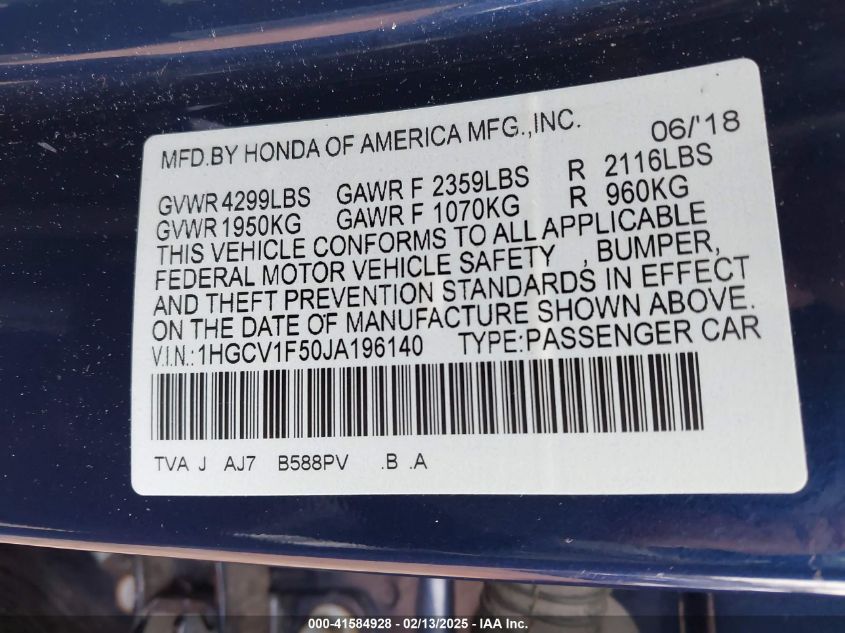 MFD.BY HONDA OF AMERICA MFG.,INC. 06/'18
GVWR 4299LBS GAWR F 2359LBS R 2116LBS
GVWR 1950KG GAWR F 1070KG R 960KG
THIS VEHICLE CONFORMS TO ALL APPLICABLE
FEDERAL MOTOR VEHICLE SAFETY , BUMPER,
AND THEFT PREVENTION STANDARDS IN EFFECT
ON THE DATE OF MANUFACTURE SHOWN ABOVE.
V.I.N.:1HGCV1F50JA196140 TYPE:PASSENGER CAR
TVA J AJ7 B588PV .B .A
000-41584928 - 02/13/2025 - IAAI Inc.